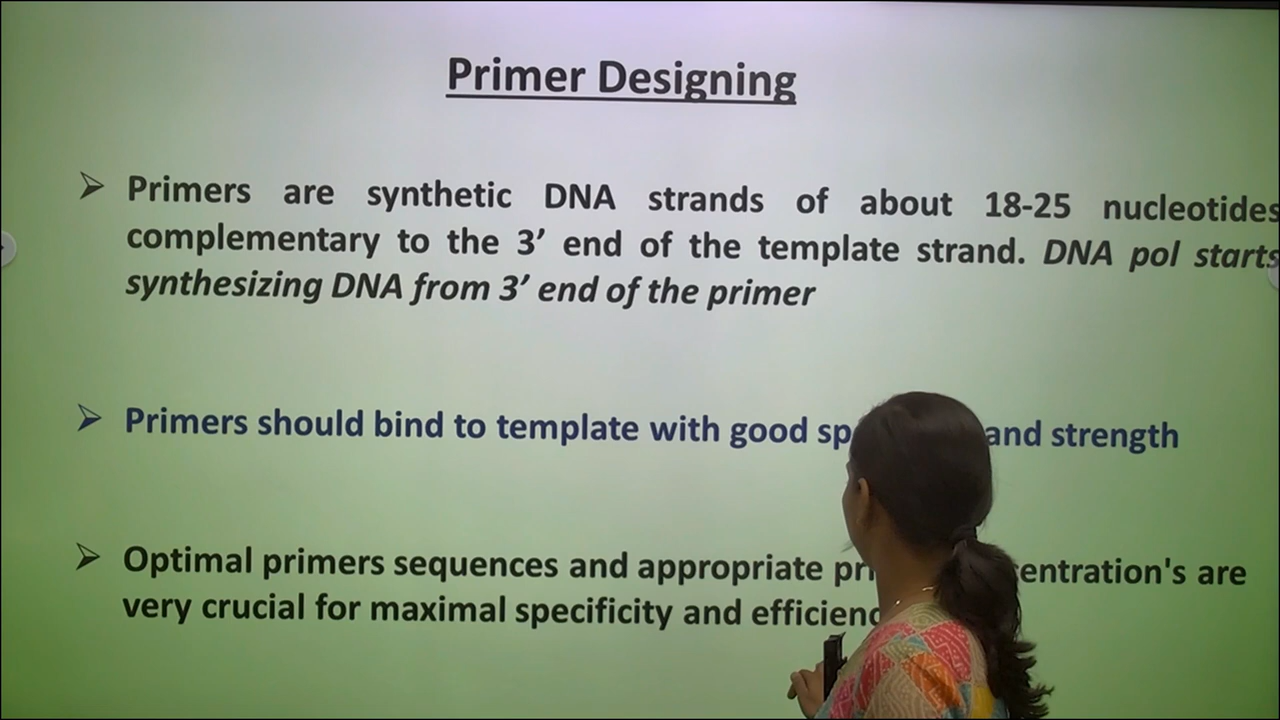 Primer Designing
➢ Primers are synthetic DNA strands of about 18-25 nucleotides
complementary to the 3’ end of the template strand. DNA pol starts
synthesizing DNA from 3’ end of the primer
➢ Primers should bind to template with good and strength
➢ Optimal primers sequences and appropriate are
very crucial for maximal specificity and